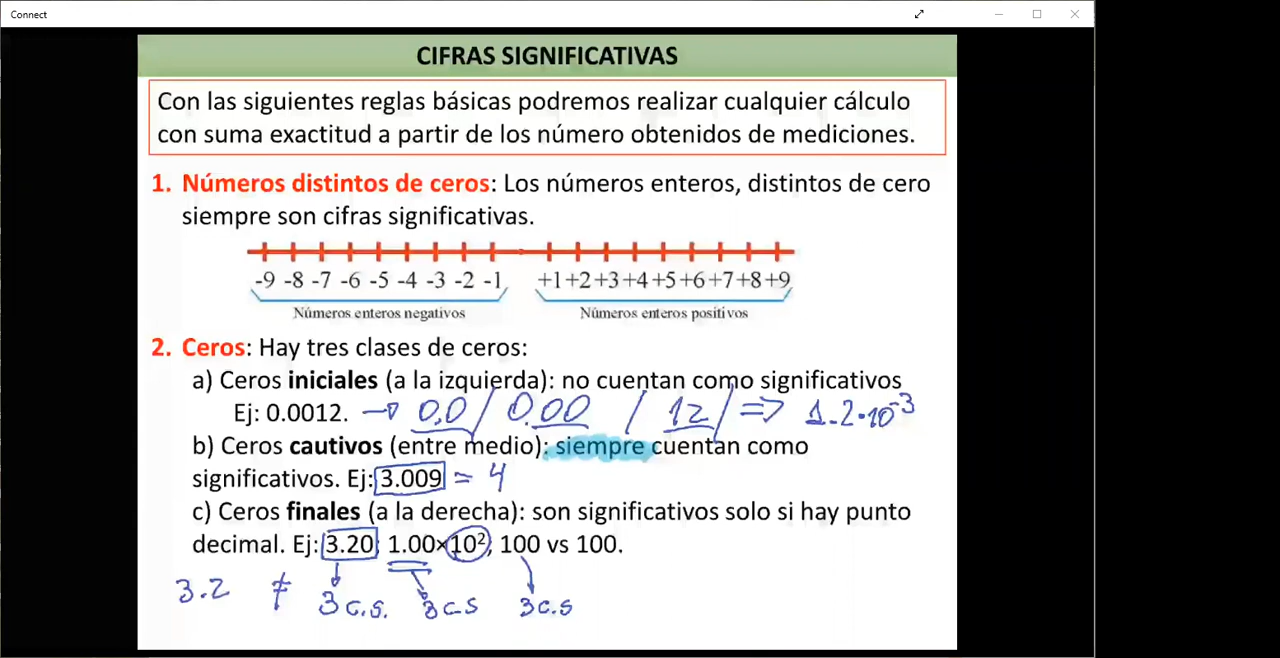 Connect
CIFRAS SIGNIFICATIVAS
Con las siguientes reglas básicas podremos realizar cualquier cálculo
con suma exactitud a partir de los número obtenidos de mediciones.
1. Números distintos de ceros: Los números enteros, distintos de cero
siempre son cifras significativas.
-9 -8 -7 -6 -5 -4 -3 -2 -1 +1 +2 +3 +4 +5 +6 +7 +8 +9
Números enteros negativos Números enteros positivos
2. Ceros: Hay tres clases de ceros:
a) Ceros iniciales (a la izquierda): no cuentan como significativos
Ej: 0.0012. → 0.0 / 0.00 / 12 / ⇒ 1.2·10⁻³
b) Ceros cautivos (entre medio): siempre cuentan como
significativos. Ej: 3.009 = 4
c) Ceros finales (a la derecha): son significativos solo si hay punto
decimal. Ej: 3.20; 1.00×10², 100 vs 100.
3.2 ≠ 3 C.S. 3 C.S 3 C.S